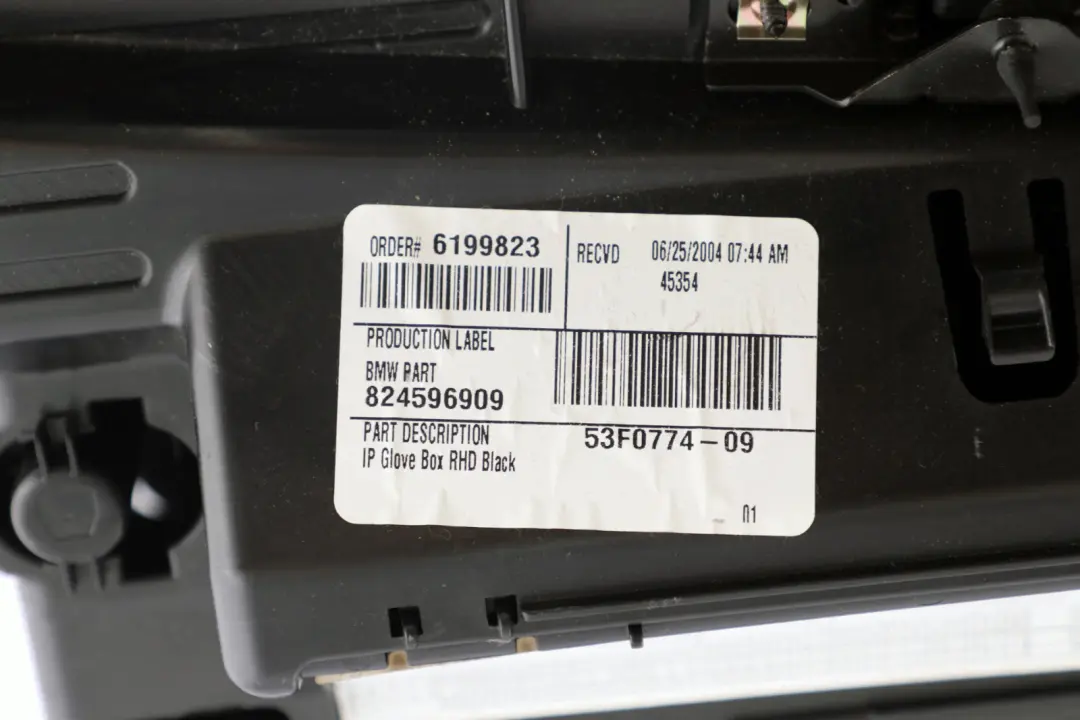 ORDER# 6199823
RECVD 06/25/2004 07:44 AM
45354
PRODUCTION LABEL
BMW PART
824596909
PART DESCRIPTION
IP Glove Box RHD Black
53F0774-09
01